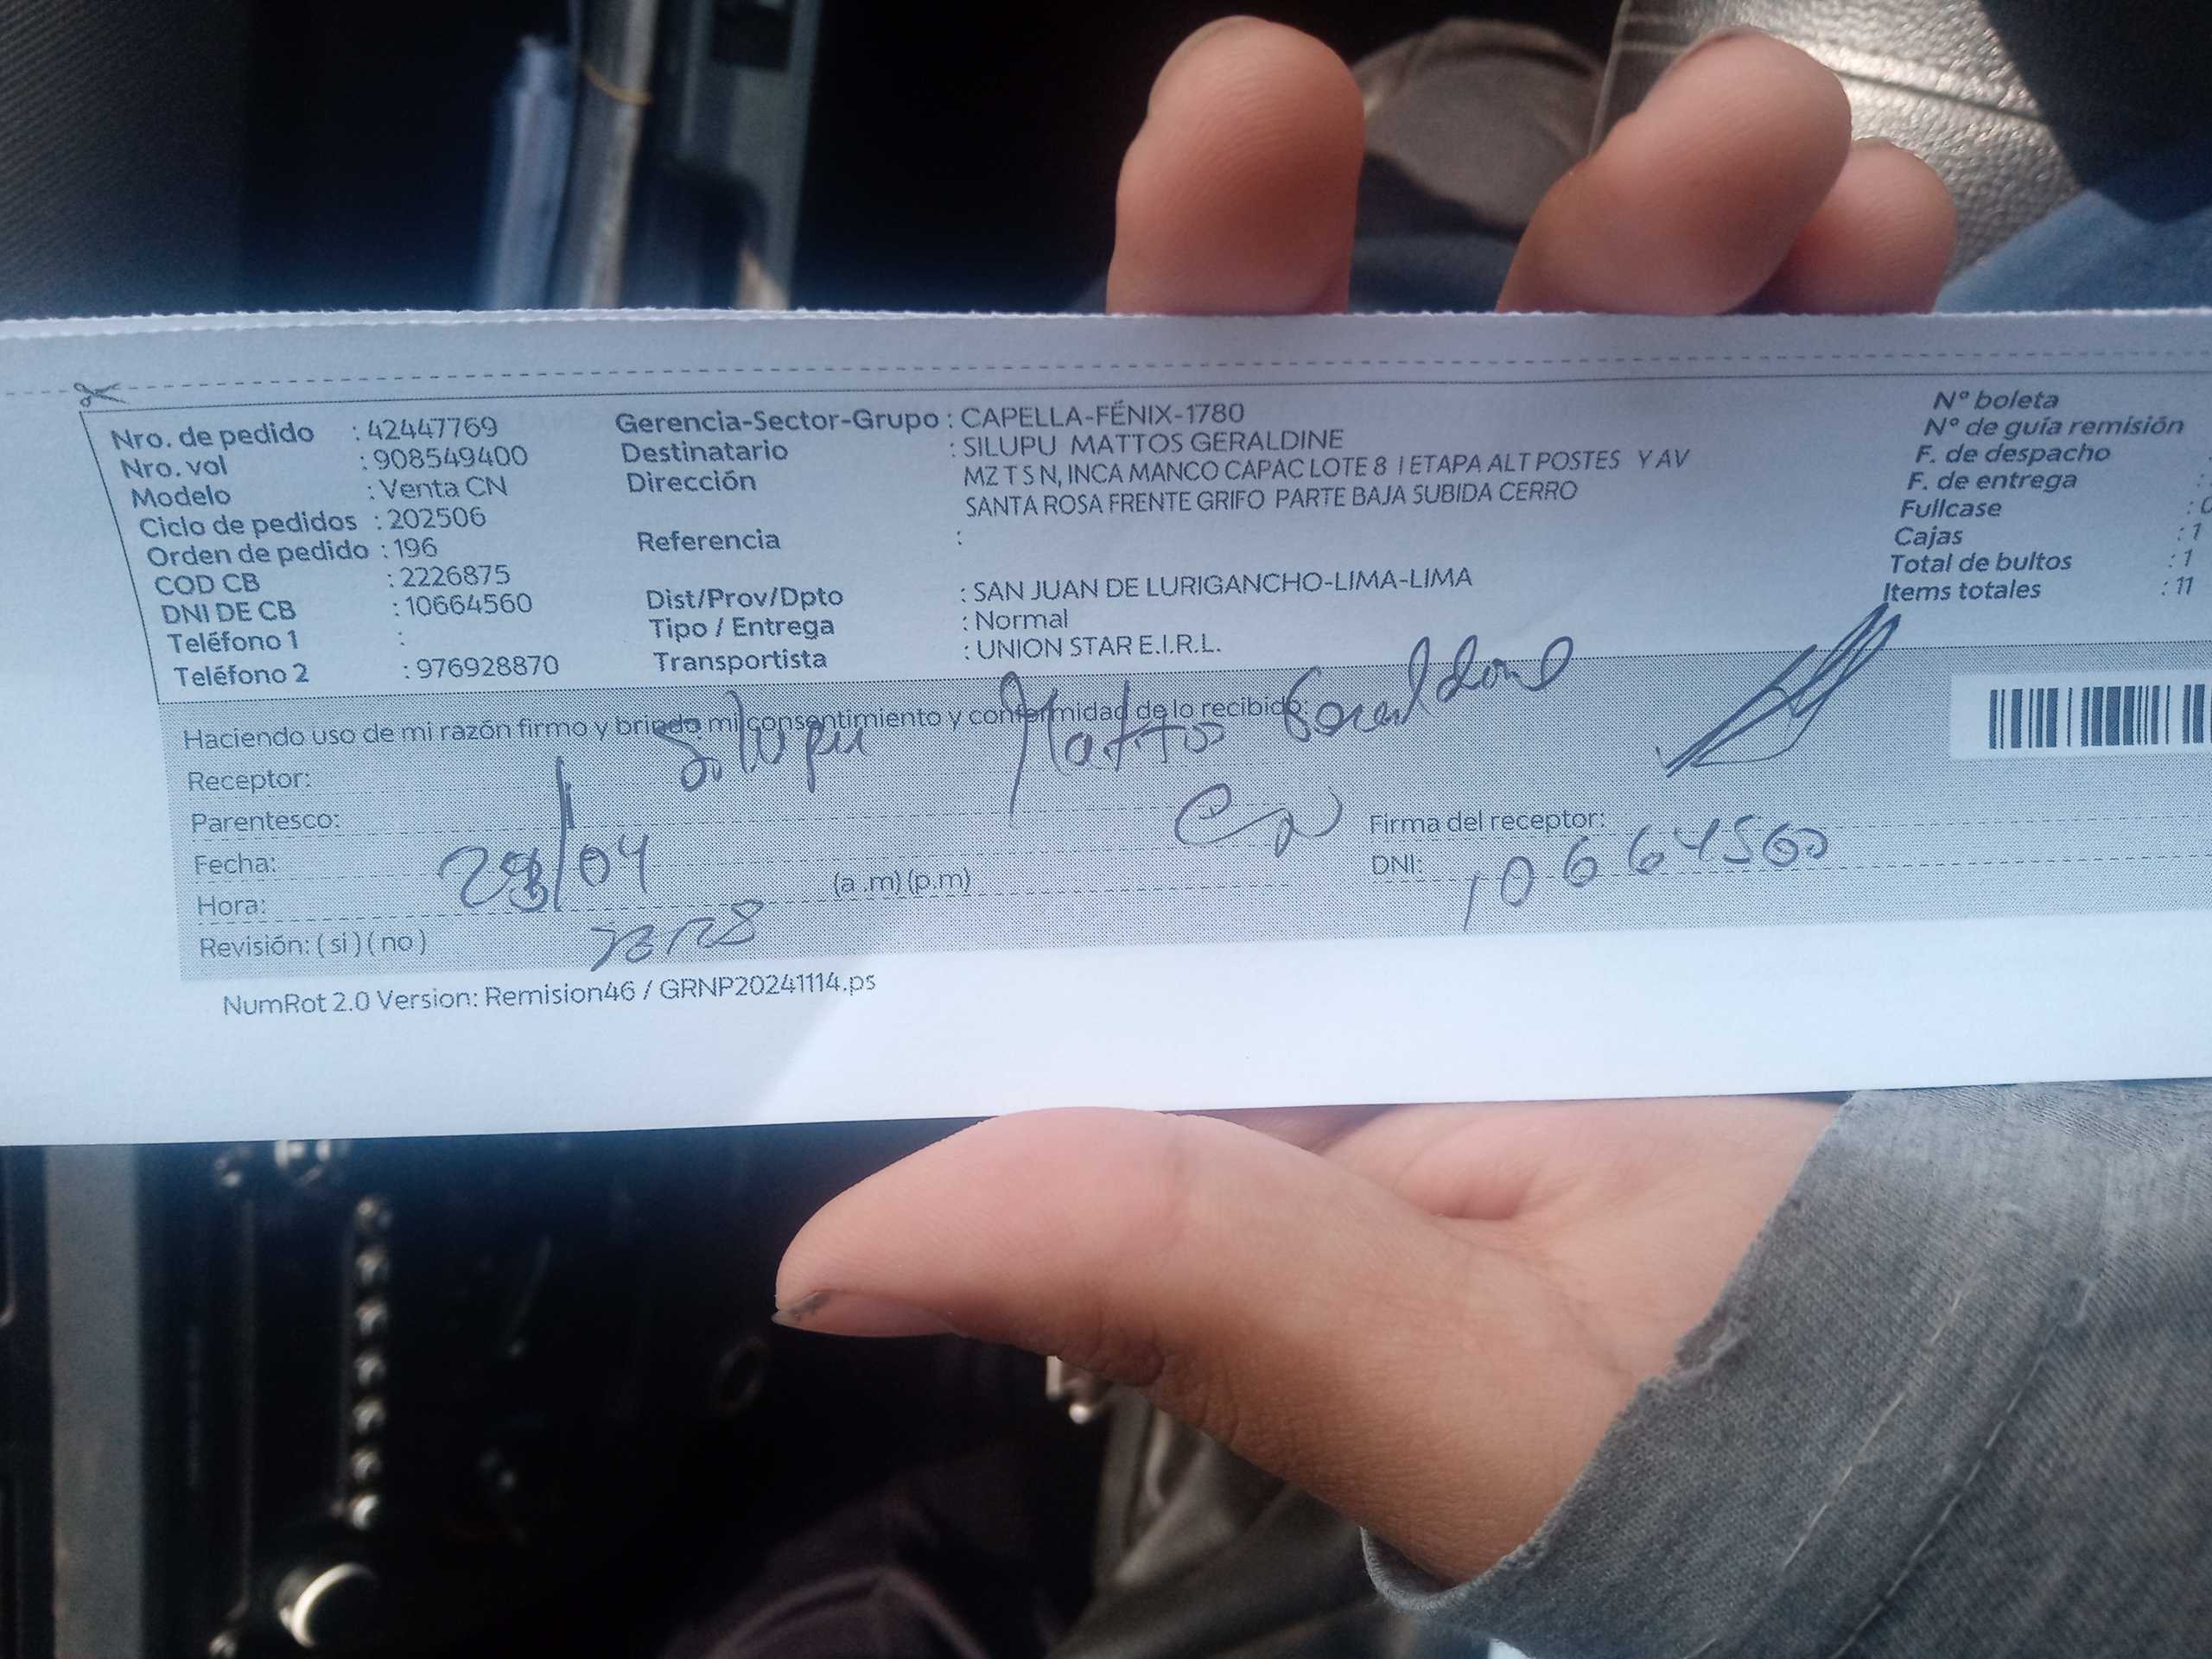 Nro. de pedido : 42447769
Nro. vol : 908549400
Modelo : Venta CN
Ciclo de pedidos : 202506
Orden de pedido : 196
COD CB : 2226875
DNI DE CB : 10664560
Teléfono 1 :
Teléfono 2 : 976928870
Gerencia-Sector-Grupo : CAPELLA-FÉNIX-1780
Destinatario : SILUPU MATTOS GERALDINE
Dirección MZ T S N, INCA MANCO CAPAC LOTE 8 I ETAPA ALT POSTES Y AV
SANTA ROSA FRENTE GRIFO PARTE BAJA SUBIDA CERRO
Referencia :
Dist/Prov/Dpto : SAN JUAN DE LURIGANCHO-LIMA-LIMA
Tipo / Entrega : Normal
Transportista : UNION STAR E.I.R.L.
N° boleta
N° de guía remisión
F. de despacho
F. de entrega :
Fullcase :
Cajas : 1
Total de bultos : 1
Items totales : 11
Haciendo uso de mi razón firmo y brindo mi consentimiento y conformidad de lo recibido:
Receptor: Silupu Mattos Geraldine
Parentesco:
Firma del receptor:
Fecha: /04
DNI: 10664560
Hora: (a.m)(p.m)
Revisión: (si)(no)
NumRot 2.0 Version: Remision46 / GRNP20241114.ps